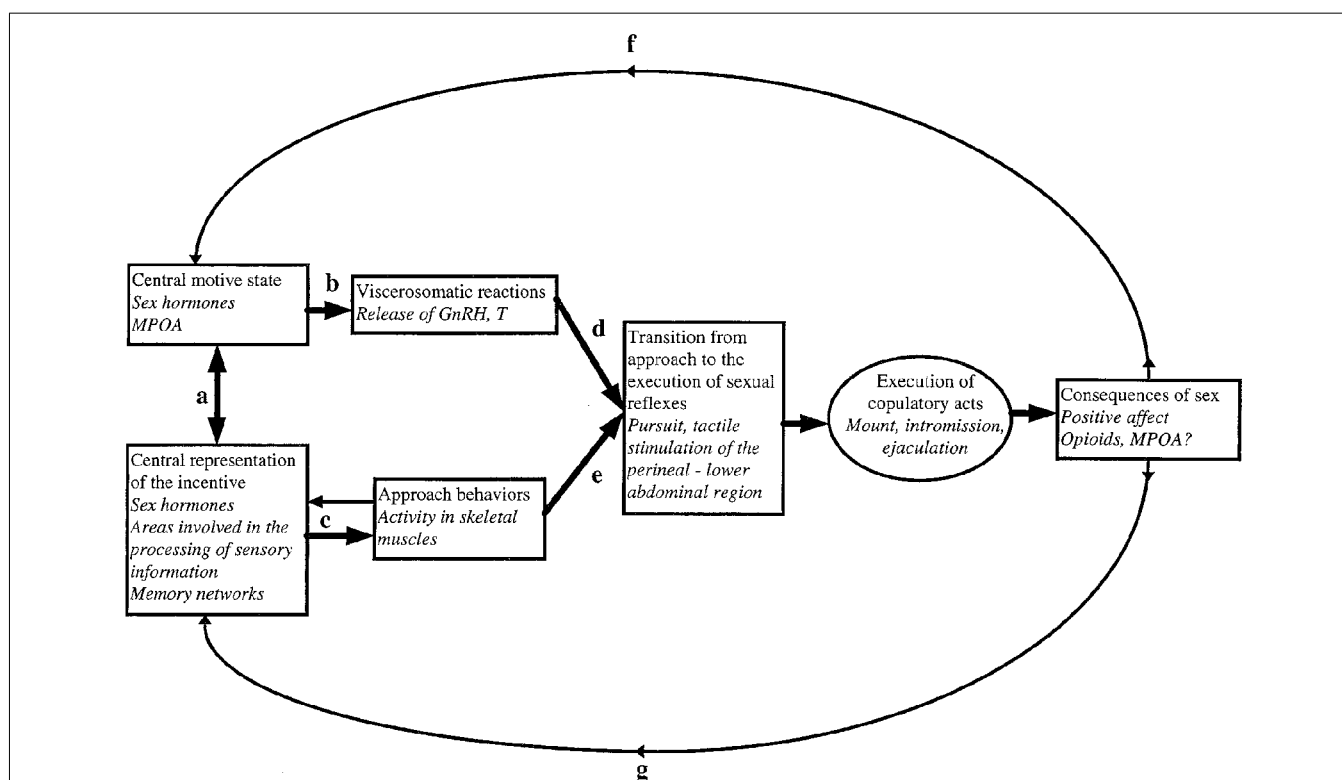 f
Central motive state
Sex hormones
MPOA
b
Viscerosomatic reactions
Release of GnRH, T
d
Transition from
approach to the
execution of sexual
reflexes
Pursuit, tactile
stimulation of the
perineal - lower
abdominal region
Execution of
copulatory acts
Mount, intromission,
ejaculation
Consequences of sex
Positive affect
Opioids, MPOA?
a
Central representation
of the incentive
Sex hormones
Areas involved in the
processing of sensory
information
Memory networks
c
Approach behaviors
Activity in skeletal
muscles
e
g